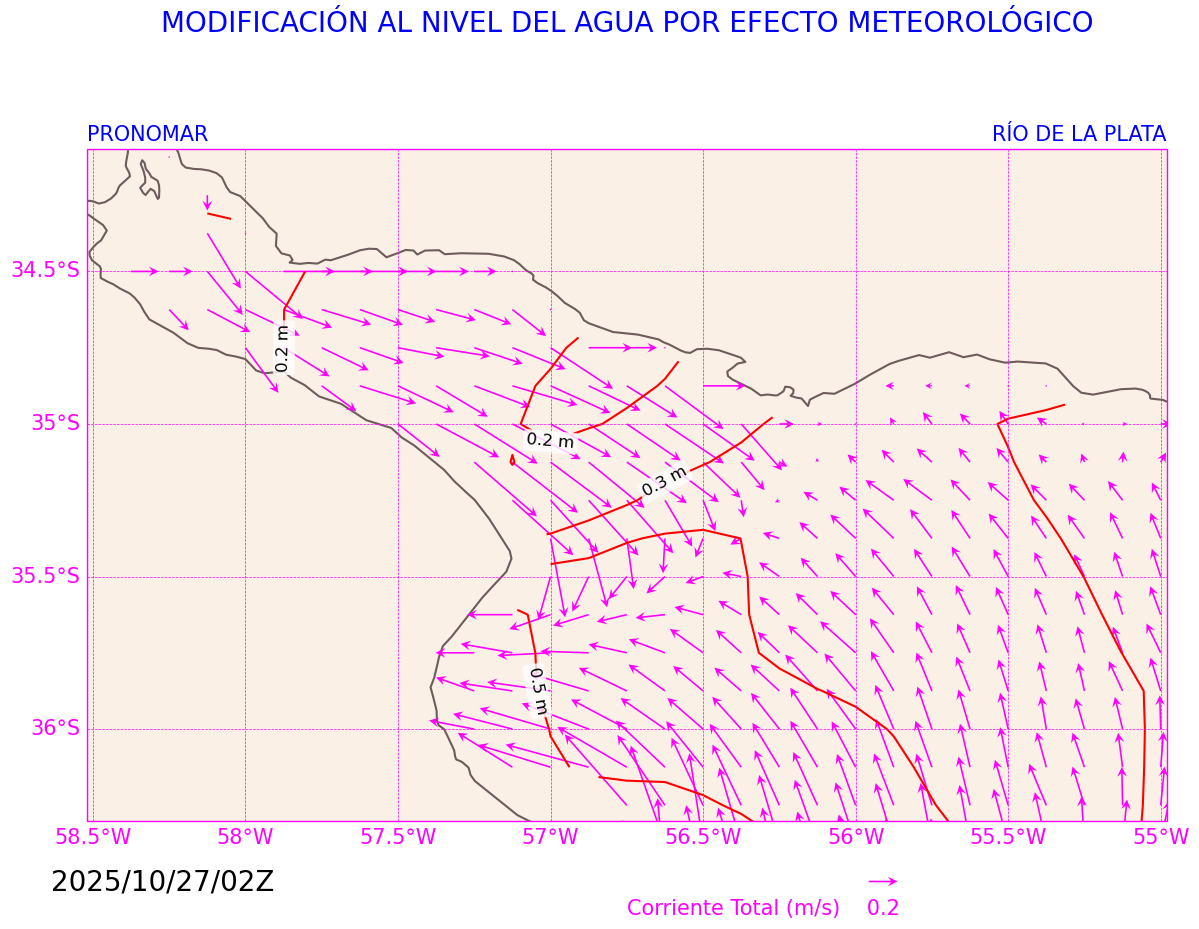 MODIFICACIÓN AL NIVEL DEL AGUA POR EFECTO METEOROLÓGICO
PRONOMAR RÍO DE LA PLATA
34.5°S
0.2 m
35°S
0.2 m
0.3 m
35.5°S
0.5 m
36°S
58.5°W 58°W 57.5°W 57°W 56.5°W 56°W 55.5°W 55°W
2025/10/27/02Z
Corriente Total (m/s) 0.2